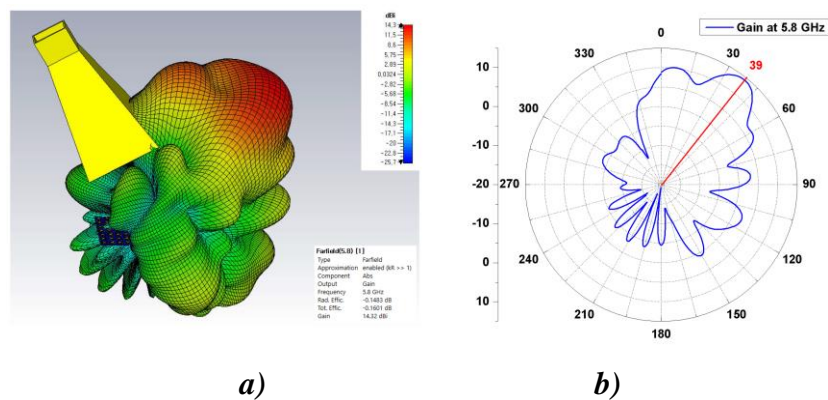 dBi
14.3
11.5
8.6
5.75
2.89
0.0324
-2.82
-5.68
-8.55
-11.4
-14.3
-17.1
-20
-22.8
-25.7
Farfield(5.8) [1]
Type Farfield
Approximation enabled (kR >> 1)
Component Abs
Output Gain
Frequency 5.8 GHz
Rad. Effic. -0.1483 dB
Tot. Effic. -0.1601 dB
Gain 14.32 dBi
a)
Gain at 5.8 GHz
0
30
39
60
90
120
150
180
210
240
270
300
330
10
0
-10
-20
-10
0
10
b)